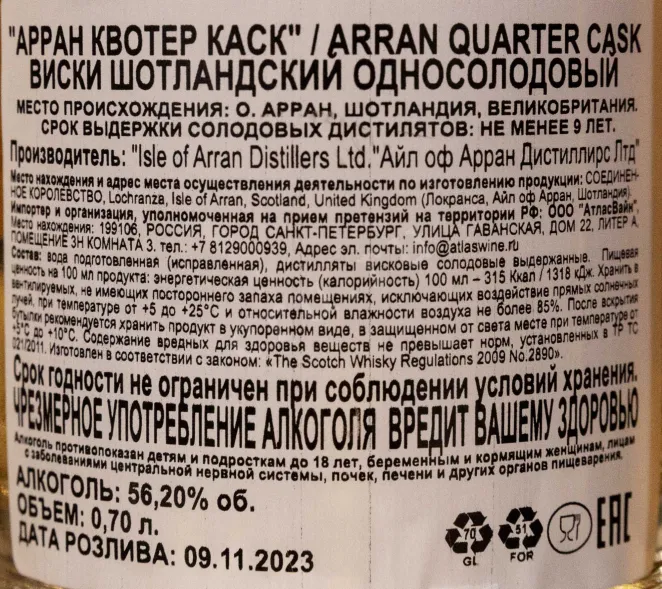 "АРРАН КВОТЕР КАСК" / ARRAN QUARTER CASK
ВИСКИ ШОТЛАНДСКИЙ ОДНОСОЛОДОВЫЙ
МЕСТО ПРОИСХОЖДЕНИЯ: О. АРРАН, ШОТЛАНДИЯ, ВЕЛИКОБРИТАНИЯ.
СРОК ВЫДЕРЖКИ СОЛОДОВЫХ ДИСТИЛЯТОВ: НЕ МЕНЕЕ 9 ЛЕТ.
Производитель: "Isle of Arran Distillers Ltd."Айл оф Арран Дистиллирс Лтд"
Место нахождения и адрес места осуществления деятельности по изготовлению продукции: СОЕДИНЕН-
НОЕ КОРОЛЕВСТВО, Lochranza, Isle of Arran, Scotland, United Kingdom (Локранса, Айл оф Арран, Шотландия).
Импортер и организация, уполномоченная на прием претензий на территории РФ: ООО "АтласВайн",
Место нахождения: 199106, РОССИЯ, ГОРОД САНКТ-ПЕТЕРБУРГ, УЛИЦА ГАВАНСКАЯ, ДОМ 22, ЛИТЕР А,
ПОМЕЩЕНИЕ 3Н КОМНАТА 3. тел.: +7 8129000939, Адрес эл. почты: info@atlaswine.ru
Состав: вода подготовленная (исправленная), дистилляты висковые солодовые выдержанные. Пищевая
ценность на 100 мл продукта: энергетическая ценность (калорийность) 100 мл – 315 Ккал / 1318 кДж. Хранить в
вентилируемых, не имеющих постороннего запаха помещениях, исключающих воздействие прямых солнечных
лучей, при температуре от +5 до +25°С и относительной влажности воздуха не более 85%. После вскрытия
бутылки рекомендуется хранить продукт в укупоренном виде, в защищенном от света месте при температуре от
+5°С до +10°С. Содержание вредных для здоровья веществ не превышает норм, установленных в ТР ТС
021/2011. Изготовлен в соответствии с законом: «The Scotch Whisky Regulations 2009 No.2890».
Срок годности не ограничен при соблюдении условий хранения.
ЧРЕЗМЕРНОЕ УПОТРЕБЛЕНИЕ АЛКОГОЛЯ ВРЕДИТ ВАШЕМУ ЗДОРОВЬЮ
Алкоголь противопоказан детям и подросткам до 18 лет, беременным и кормящим женщинам, лицам
с заболеваниями центральной нервной системы, почек, печени и других органов пищеварения.
АЛКОГОЛЬ: 56,20% об.
ОБЪЕМ: 0,70 л.
ДАТА РОЗЛИВА: 09.11.2023
70
GL
51
FOR
EAC